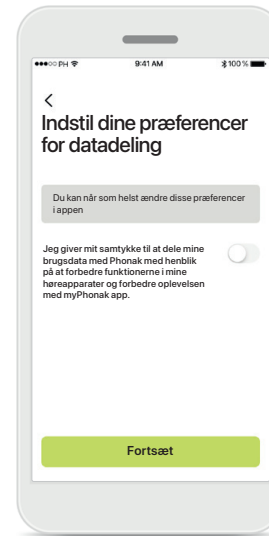 PH
9:41 AM
100 %
Indstil dine præferencer
for datadeling
Du kan når som helst ændre disse præferencer
i appen
Jeg giver mit samtykke til at dele mine
brugsdata med Phonak med henblik
på at forbedre funktionerne i mine
høreapparater og forbedre oplevelsen
med myPhonak app.
Fortsæt